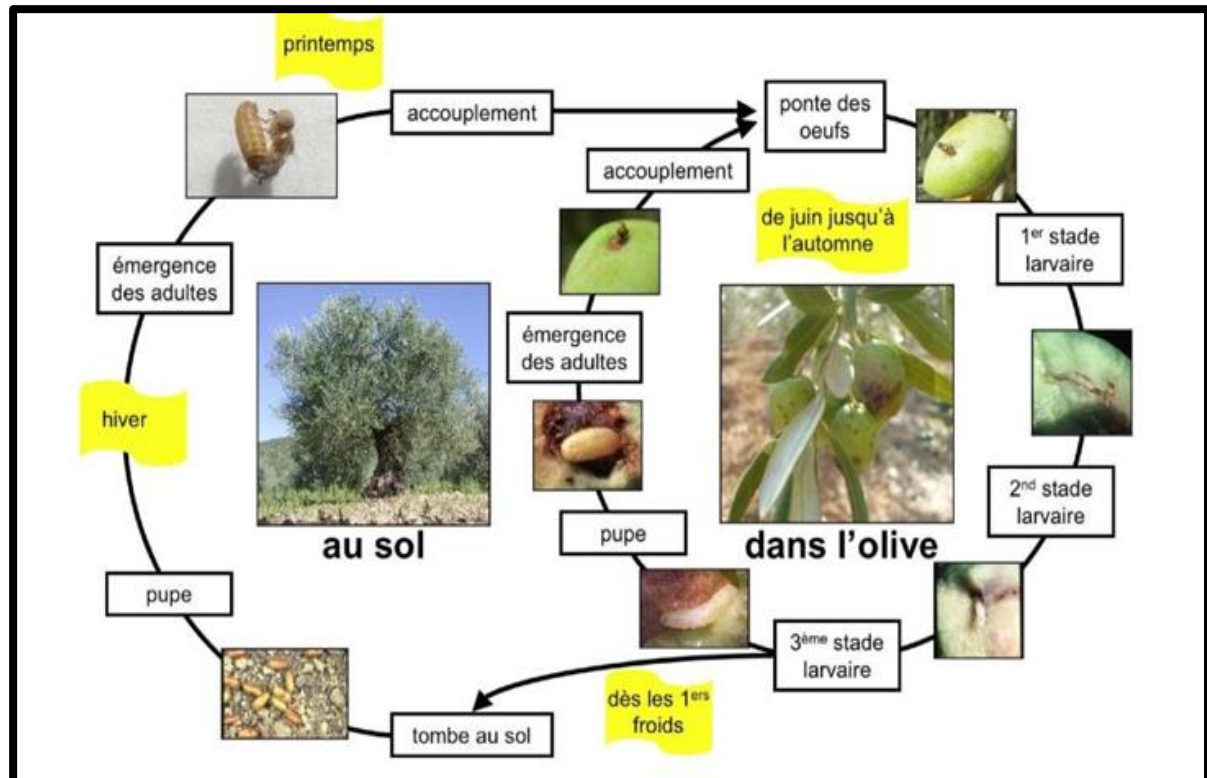 printemps
accouplement
ponte des
oeufs
accouplement
de juin jusqu'à
l'automne
1er stade
larvaire
émergence
des adultes
émergence
des adultes
hiver
2nd stade
larvaire
au sol
dans l'olive
pupe
pupe
3ème stade
larvaire
dès les 1ers
froids
tombe au sol